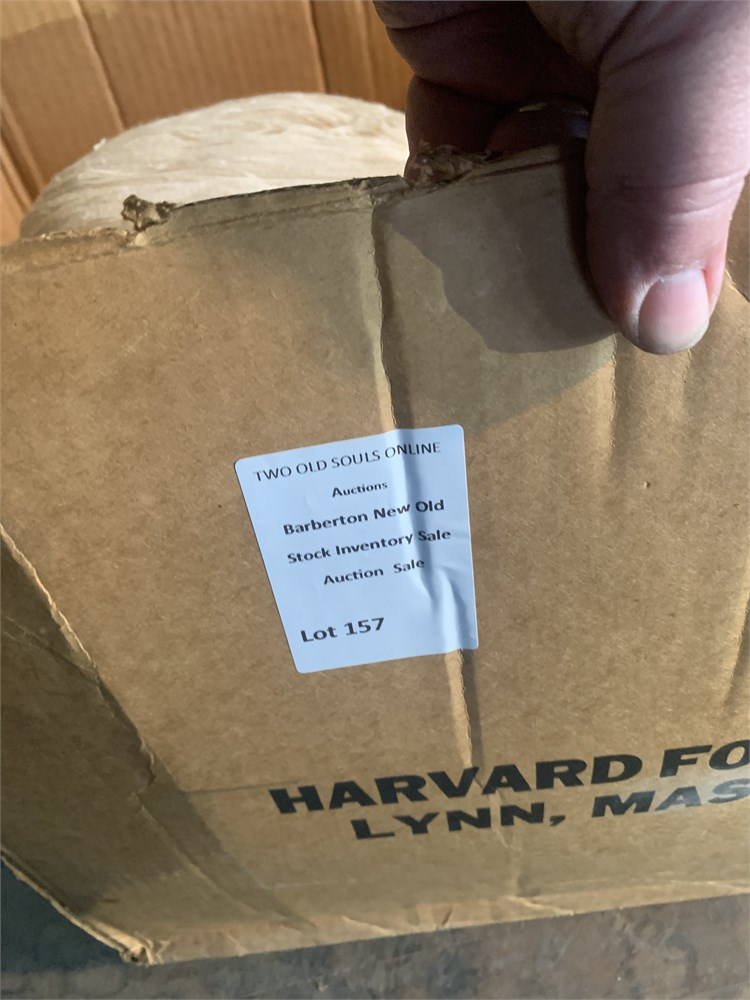 TWO OLD SOULS ONLINE
Auctions
Barberton New Old
Stock Inventory Sale
Auction Sale
Lot 157
HARVARD FO
LYNN, MAS